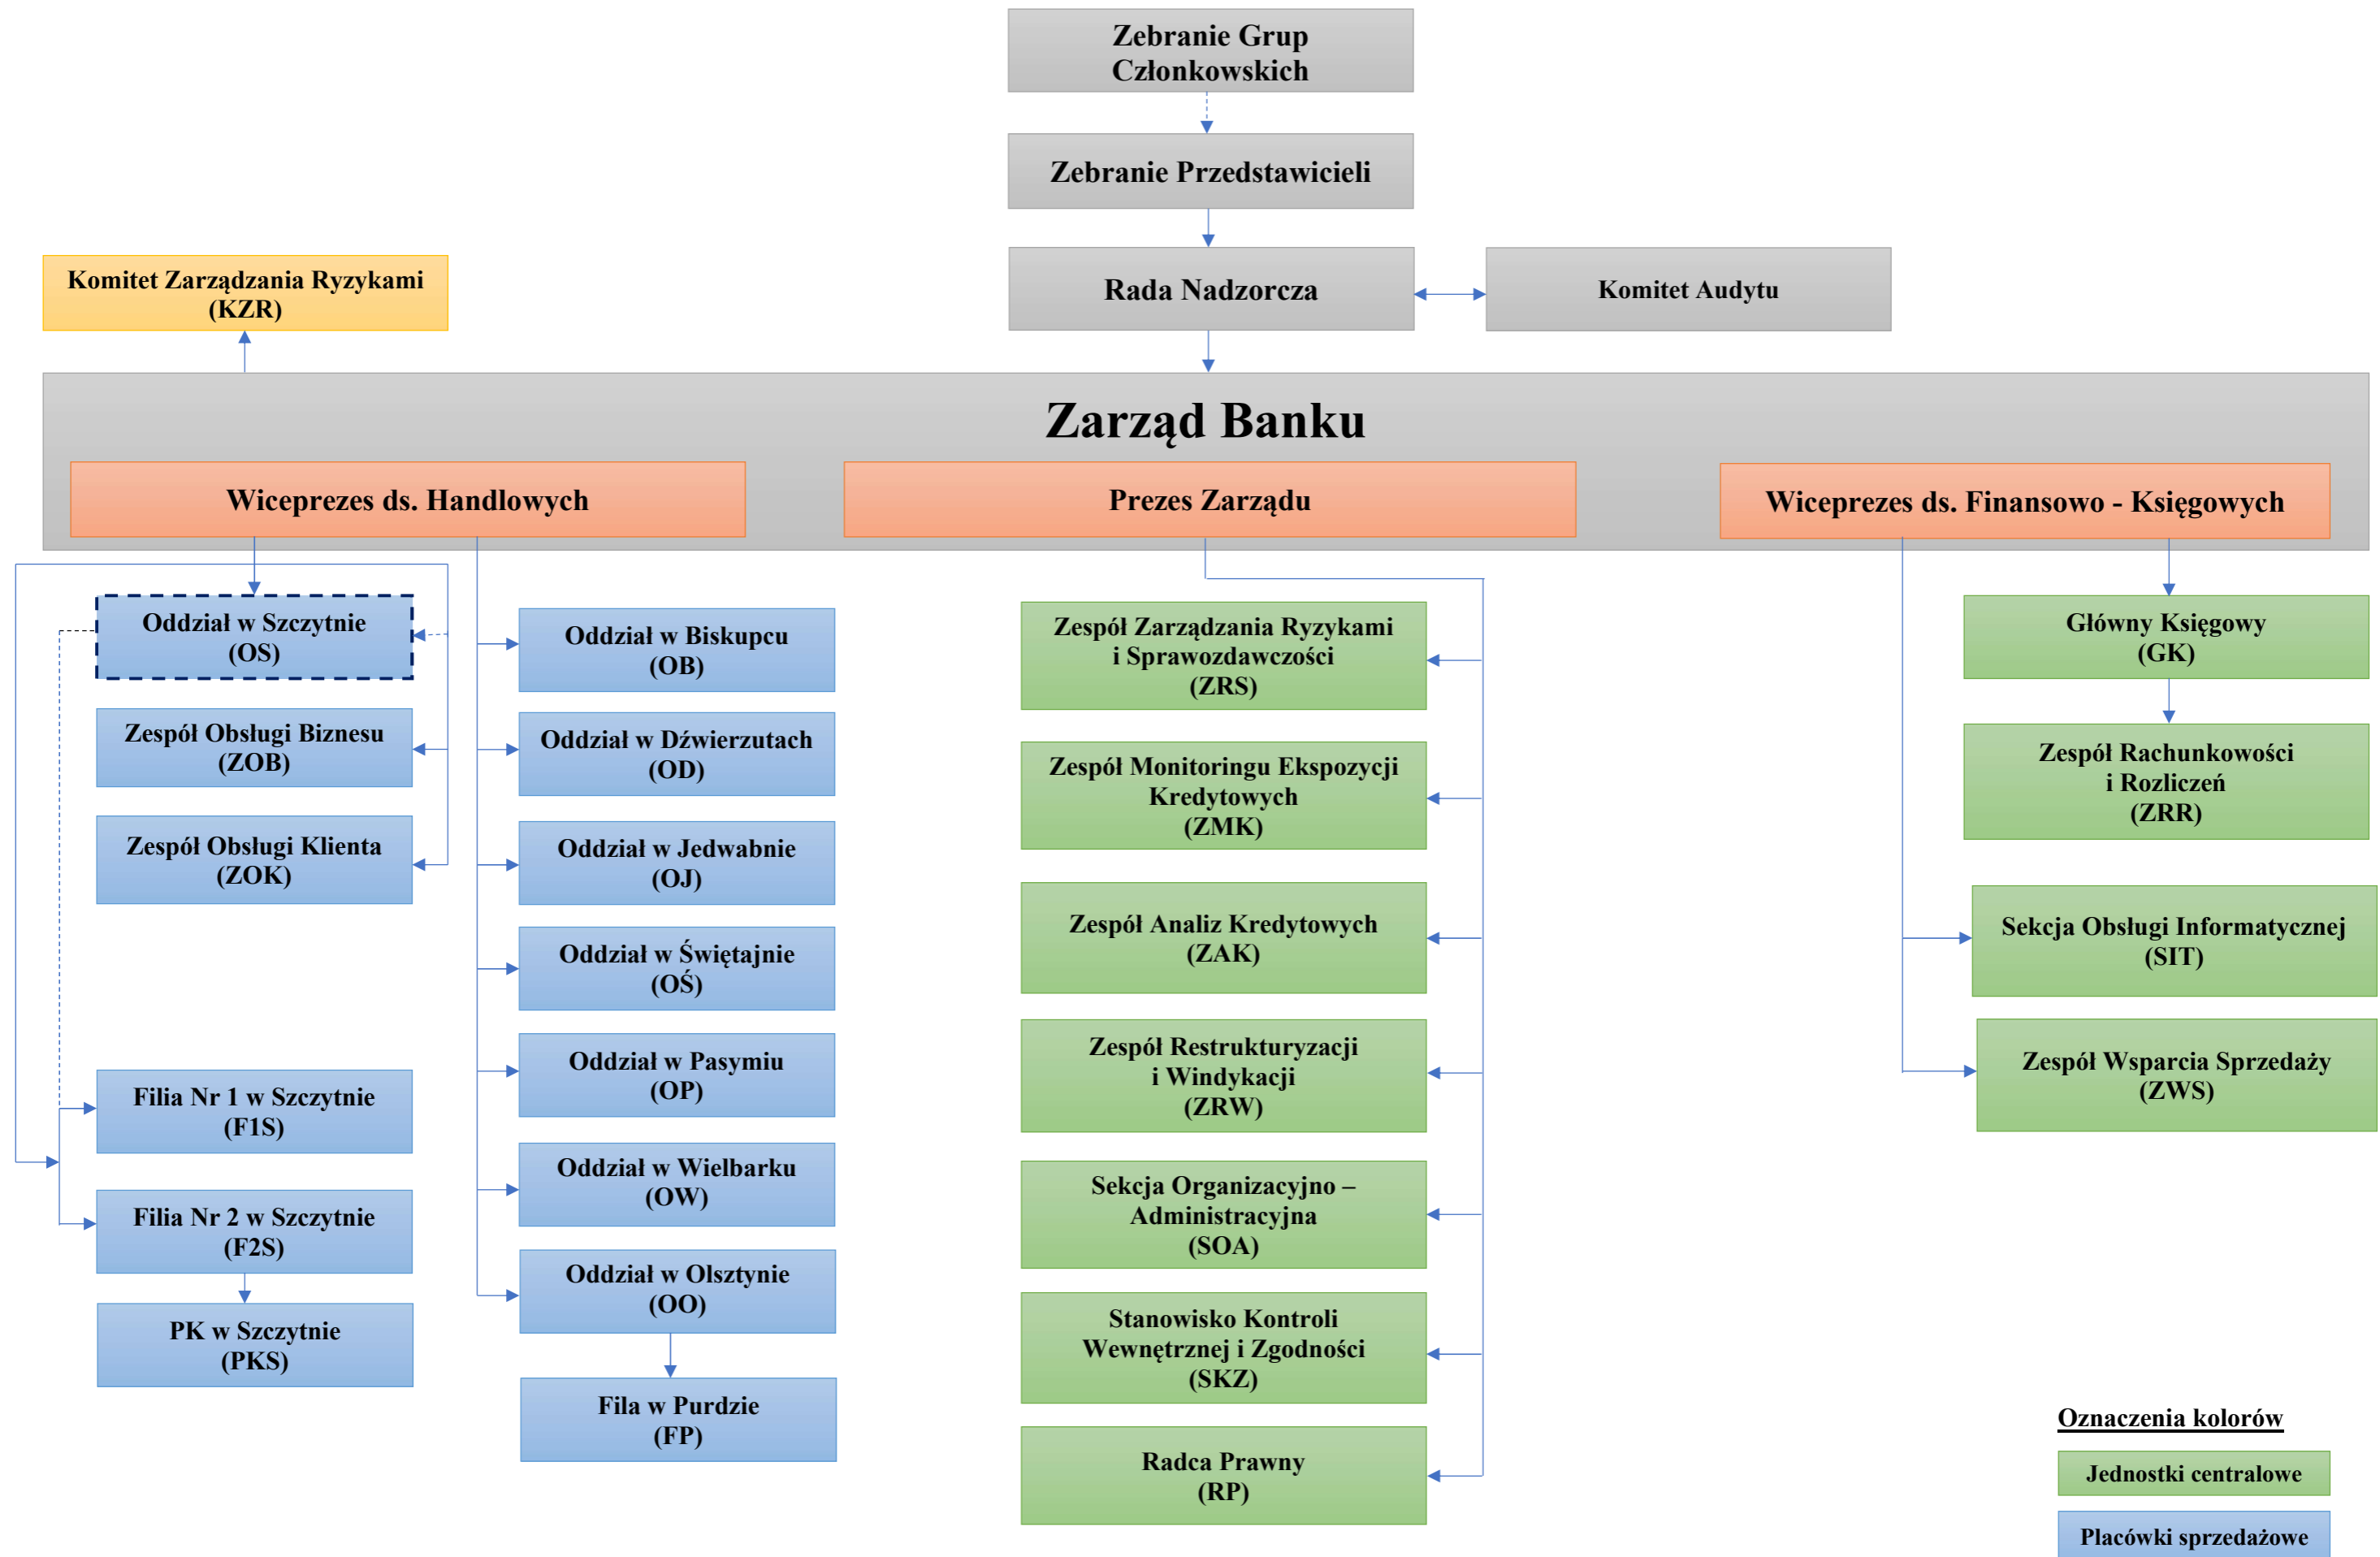 Zebranie Grup
Członkowskich
Zebranie Przedstawicieli
Rada Nadzorcza
Komitet Audytu
Komitet Zarządzania Ryzykami
(KZR)
Zarząd Banku
Wiceprezes ds. Handlowych
Prezes Zarządu
Wiceprezes ds. Finansowo - Księgowych
Oddział w Szczytnie
(OS)
Zespół Obsługi Biznesu
(ZOB)
Zespół Obsługi Klienta
(ZOK)
Filia Nr 1 w Szczytnie
(F1S)
Filia Nr 2 w Szczytnie
(F2S)
PK w Szczytnie
(PKS)
Oddział w Biskupcu
(OB)
Oddział w Dźwierzutach
(OD)
Oddział w Jedwabnie
(OJ)
Oddział w Świętajnie
(OŚ)
Oddział w Pasymiu
(OP)
Oddział w Wielbarku
(OW)
Oddział w Olsztynie
(OO)
Fila w Purdzie
(FP)
Zespół Zarządzania Ryzykami
i Sprawozdawczości
(ZRS)
Zespół Monitoringu Ekspozycji
Kredytowych
(ZMK)
Zespół Analiz Kredytowych
(ZAK)
Zespół Restrukturyzacji
i Windykacji
(ZRW)
Sekcja Organizacyjno –
Administracyjna
(SOA)
Stanowisko Kontroli
Wewnętrznej i Zgodności
(SKZ)
Radca Prawny
(RP)
Główny Księgowy
(GK)
Zespół Rachunkowości
i Rozliczeń
(ZRR)
Sekcja Obsługi Informatycznej
(SIT)
Zespół Wsparcia Sprzedaży
(ZWS)
Oznaczenia kolorów
Jednostki centralowe
Placówki sprzedażowe